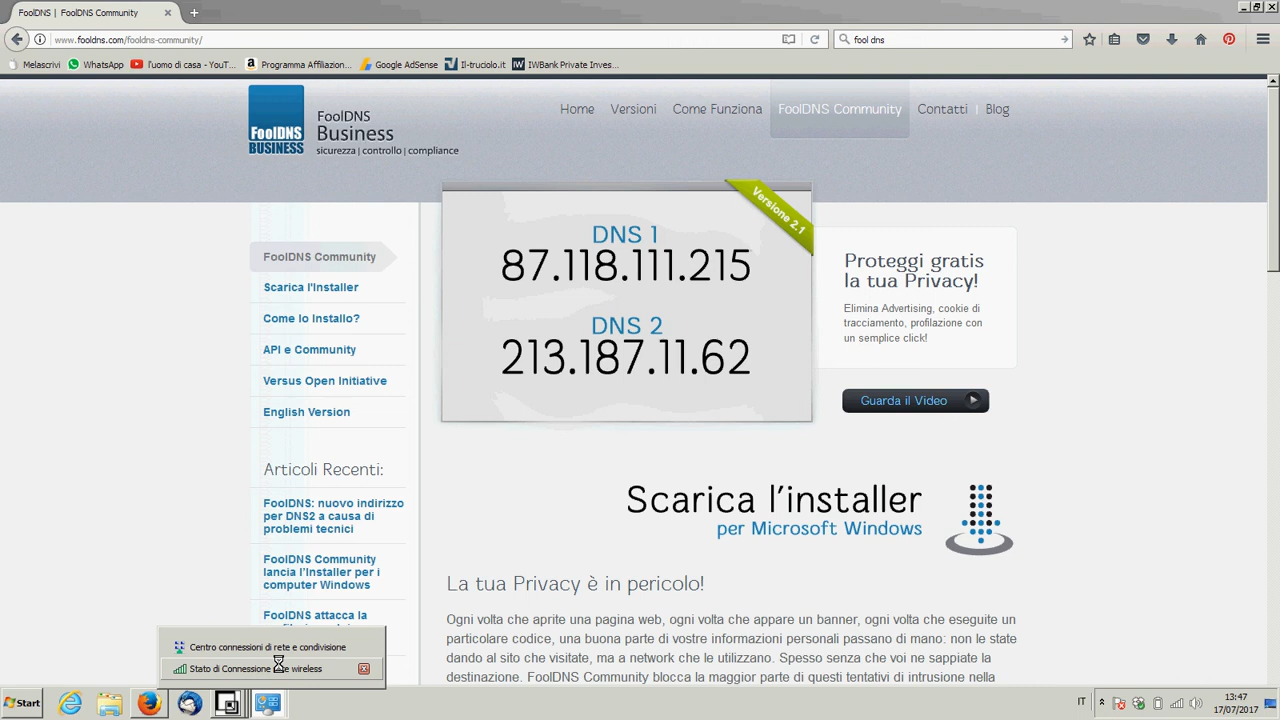 FoolDNS | FoolDNS Community
www.fooldns.com/fooldns-community/
fool dns
Melascrivi
WhatsApp
l'uomo di casa - YouT...
Programma Affiliazion...
Google AdSense
Il-truciolo.it
IWBank Private Inves...
FoolDNS
BUSINESS
FoolDNS
Business
sicurezza | controllo | compliance
Home
Versioni
Come Funziona
FoolDNS Community
Contatti
Blog
FoolDNS Community
Scarica l'Installer
Come lo Installo?
API e Community
Versus Open Initiative
English Version
Articoli Recenti:
FoolDNS: nuovo indirizzo
per DNS2 a causa di
problemi tecnici
FoolDNS Community
lancia l'Installer per i
computer Windows
FoolDNS attacca la
Versione 2.1
DNS 1
87.118.111.215
DNS 2
213.187.11.62
Proteggi gratis
la tua Privacy!
Elimina Advertising, cookie di
tracciamento, profilazione con
un semplice click!
Guarda il Video
Scarica l'installer
per Microsoft Windows
La tua Privacy è in pericolo!
Ogni volta che aprite una pagina web, ogni volta che appare un banner, ogni volta che eseguite un
particolare codice, una buona parte di vostre informazioni personali passano di mano: non le state
dando al sito che visitate, ma a network che le utilizzano. Spesso senza che voi ne sappiate la
destinazione. FoolDNS Community blocca la maggior parte di questi tentativi di intrusione nella
Centro connessioni di rete e condivisione
Stato di Connessione wireless
Start
IT
13:47
17/07/2017